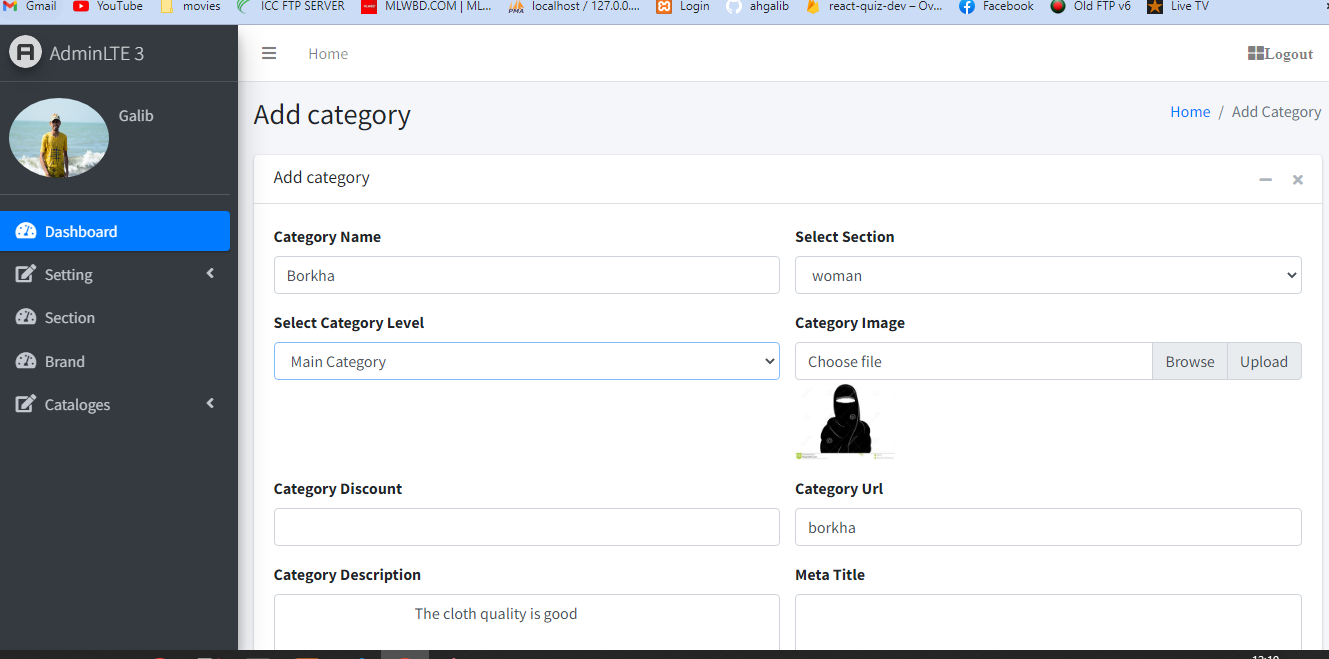 Gmail YouTube movies ICC FTP SERVER MLWBD.COM | ML... localhost / 127.0.0.... Login ahgalib react-quiz-dev – Ov... Facebook Old FTP v6 Live TV
AdminLTE 3
Home
Logout
Galib
Add category
Home / Add Category
Dashboard
Setting
Section
Brand
Cataloges
Add category
Category Name
Select Section
Borkha
woman
Select Category Level
Category Image
Main Category
Choose file Browse Upload
Category Discount
Category Url
borkha
Category Description
Meta Title
The cloth quality is good